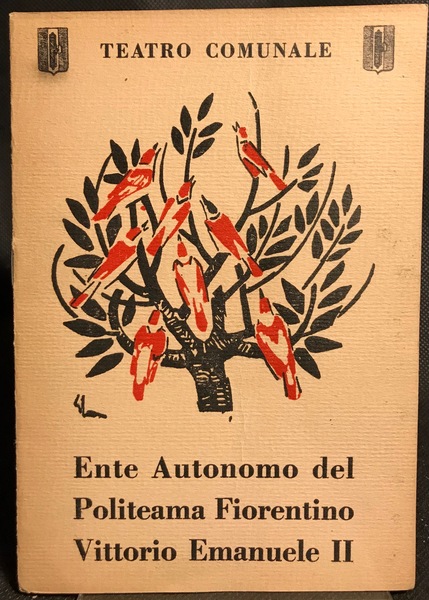 TEATRO COMUNALE
Ente Autonomo del
Politeama Fiorentino
Vittorio Emanuele II